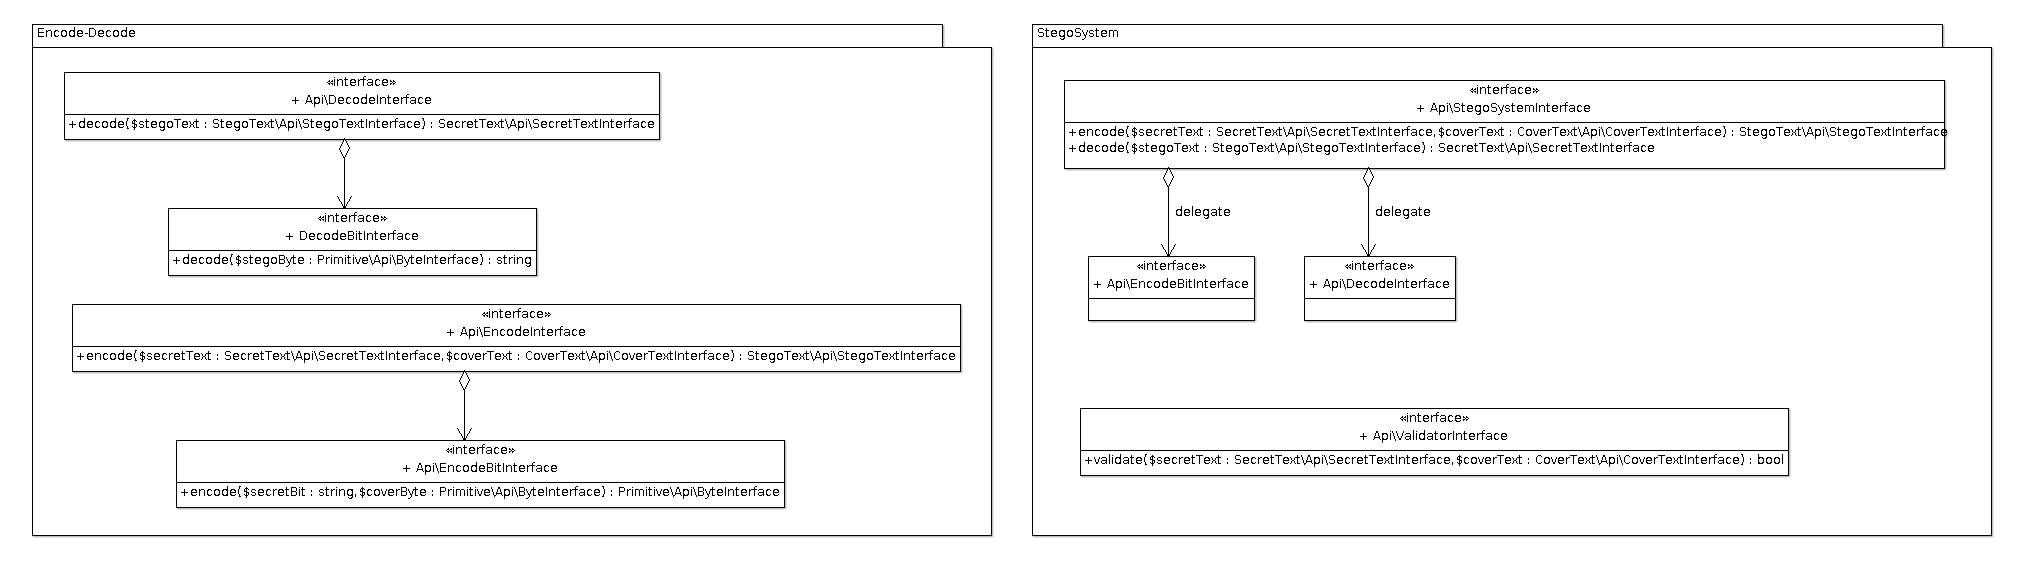 Encode-Decode
«interface»
+ Api\DecodeInterface
+decode($stegoText : StegoText\Api\StegoTextInterface) : SecretText\Api\SecretTextInterface
«interface»
+ DecodeBitInterface
+decode($stegoByte : Primitive\Api\ByteInterface) : string
«interface»
+ Api\EncodeInterface
+encode($secretText : SecretText\Api\SecretTextInterface,$coverText : CoverText\Api\CoverTextInterface) : StegoText\Api\StegoTextInterface
«interface»
+ Api\EncodeBitInterface
+encode($secretBit : string,$coverByte : Primitive\Api\ByteInterface) : Primitive\Api\ByteInterface
StegoSystem
«interface»
+ Api\StegoSystemInterface
+encode($secretText : SecretText\Api\SecretTextInterface,$coverText : CoverText\Api\CoverTextInterface) : StegoText\Api\StegoTextInterface
+decode($stegoText : StegoText\Api\StegoTextInterface) : SecretText\Api\SecretTextInterface
delegate
delegate
«interface»
+ Api\EncodeBitInterface
«interface»
+ Api\DecodeInterface
«interface»
+ Api\ValidatorInterface
+validate($secretText : SecretText\Api\SecretTextInterface,$coverText : CoverText\Api\CoverTextInterface) : bool